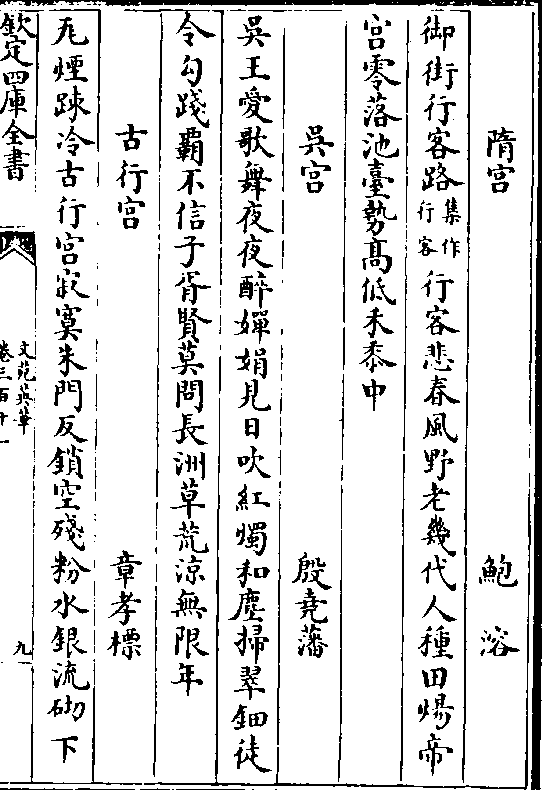 隋宫 鮑溶
御街行客路集作行客行客悲春風野老幾代人種田煬帝
宫零落池臺勢髙低禾黍中
吳宫 殷堯藩
吳王愛歌舞夜夜醉嬋娟見日吹紅燭和塵掃翠鈿徒
令勾踐霸不信子胥賢莫問長洲草荒涼無限年
古行宫 章孝標
瓦煙踈冷古行宫寂寞朱門反鎖空殘粉水銀流砌下
欽定四庫全書
文苑英華
卷三百十一
九